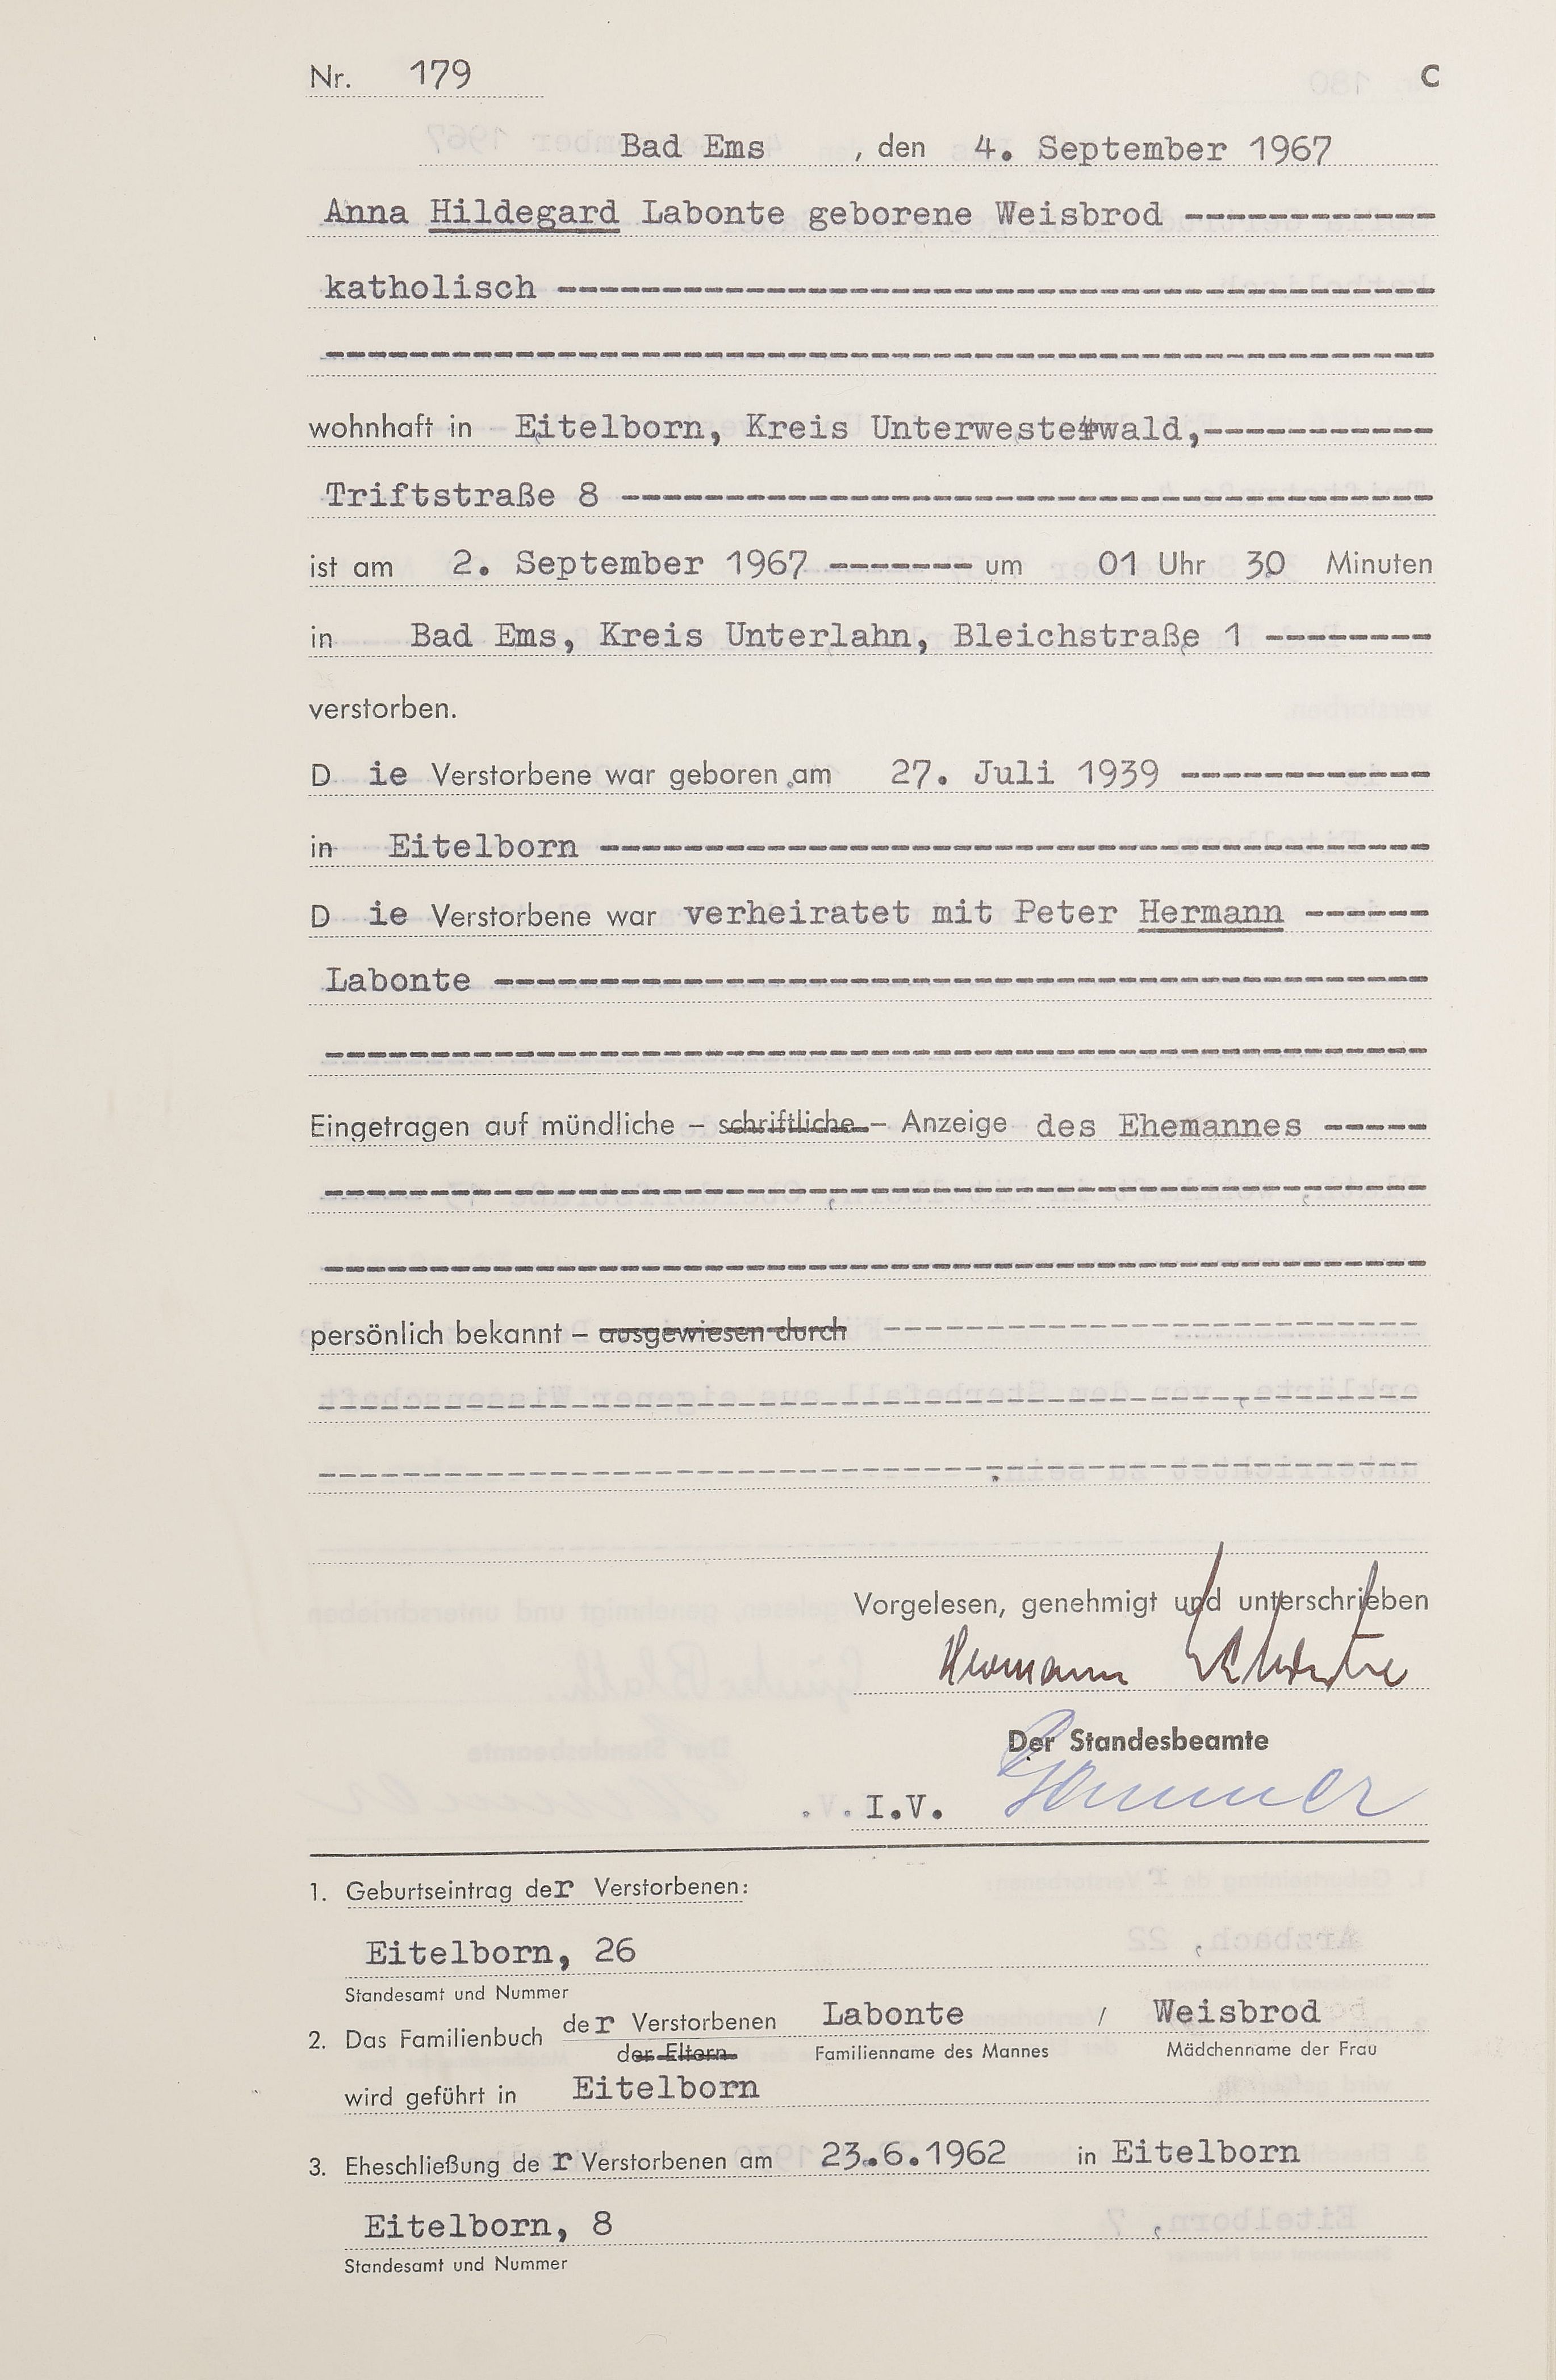 Nr. 179 C
Bad Ems , den 4. September 1967
Anna Hildegard Labonte geborene Weisbrod ------------
katholisch ------------------------------------------
-----------------------------------------------------
wohnhaft in Eitelborn, Kreis Unterwesterwald,-----------
Triftstraße 8 ---------------------------------------
ist am 2. September 1967 ------- um 01 Uhr 30 Minuten
in Bad Ems, Kreis Unterlahn, Bleichstraße 1 --------
verstorben.
D ie Verstorbene war geboren am 27. Juli 1939 ------------
in Eitelborn ----------------------------------------
D ie Verstorbene war verheiratet mit Peter Hermann ------
Labonte ---------------------------------------------
-----------------------------------------------------
Eingetragen auf mündliche – schriftliche – Anzeige des Ehemannes -----
-----------------------------------------------------
-----------------------------------------------------
persönlich bekannt – ausgewiesen durch --------------------------
-----------------------------------------------------
-----------------------------------------------------
Vorgelesen, genehmigt und unterschrieben
Hermann Labonte
Der Standesbeamte
I.V.
1. Geburtseintrag der Verstorbenen:
Eitelborn, 26
Standesamt und Nummer
2. Das Familienbuch der Verstorbenen Labonte / Weisbrod
der Eltern Familienname des Mannes Mädchenname der Frau
wird geführt in Eitelborn
3. Eheschließung de r Verstorbenen am 23.6.1962 in Eitelborn
Eitelborn, 8
Standesamt und Nummer